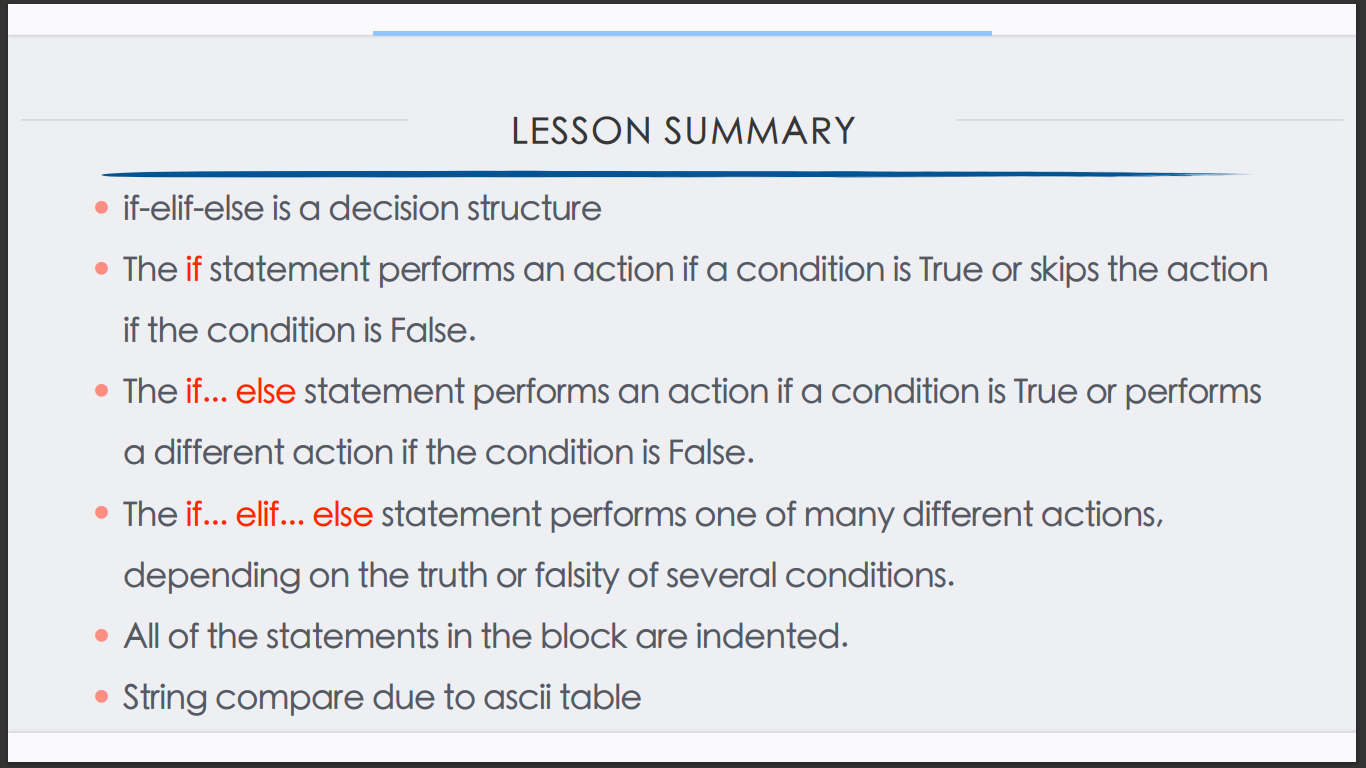 LESSON SUMMARY
if-elif-else is a decision structure
The if statement performs an action if a condition is True or skips the action
if the condition is False.
The if... else statement performs an action if a condition is True or performs
a different action if the condition is False.
The if... elif... else statement performs one of many different actions,
depending on the truth or falsity of several conditions.
All of the statements in the block are indented.
String compare due to ascii table